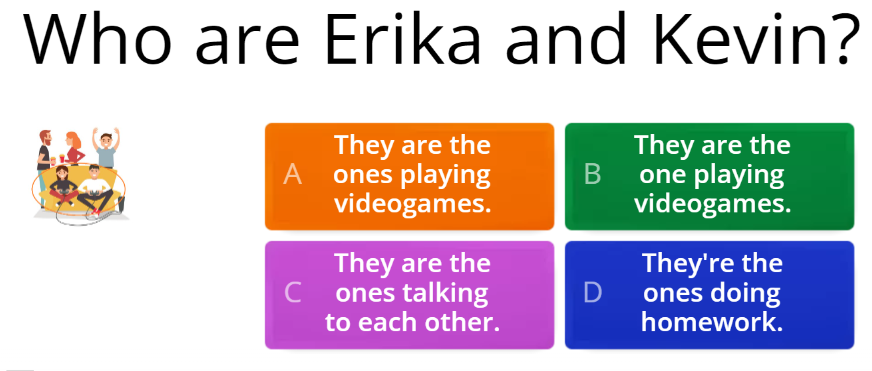 Who are Erika and Kevin?
A
They are the
ones playing
videogames.
B
They are the
one playing
videogames.
C
They are the
ones talking
to each other.
D
They're the
ones doing
homework.